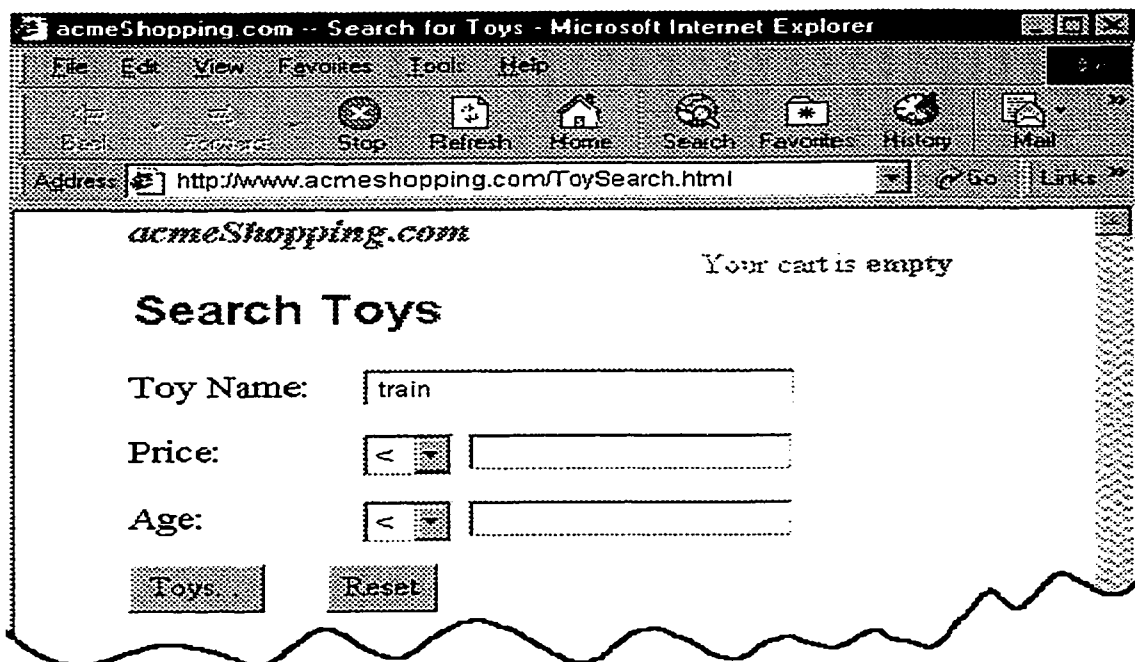 acmeShopping.com -- Search for Toys - Microsoft Internet Explorer
File Edit View Favorites Tools Help
Back Forward Stop Refresh Home Search Favorites History Mail »
Address http://www.acmeshopping.com/ToySearch.html Go Links »
acmeShopping.com
Your cart is empty
Search Toys
Toy Name: train
Price: <
Age: <
Toys... Reset